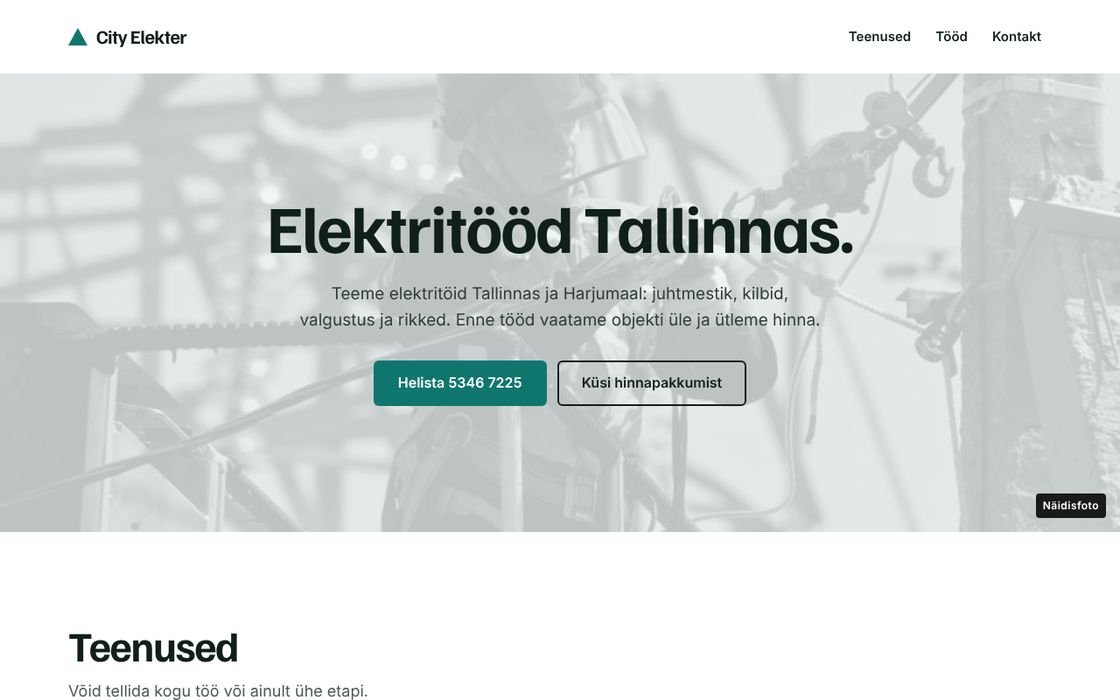 City Elekter
Teenused Tööd Kontakt
Elektritööd Tallinnas.
Teeme elektritöid Tallinnas ja Harjumaal: juhtmestik, kilbid,
valgustus ja rikked. Enne tööd vaatame objekti üle ja ütleme hinna.
Helista 5346 7225
Küsi hinnapakkumist
Näidisfoto
Teenused
Võid tellida kogu töö või ainult ühe etapi.